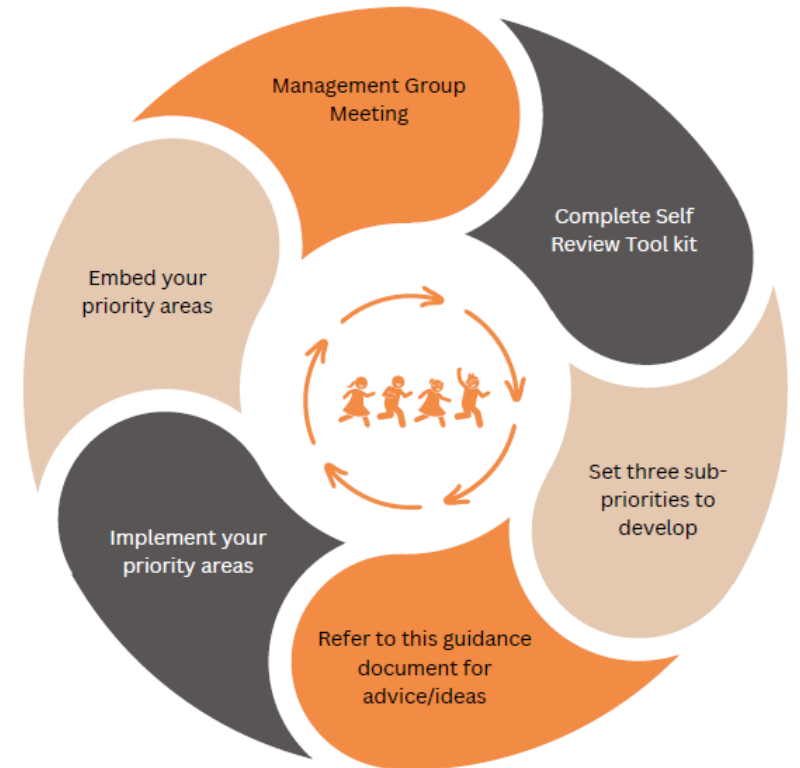 Management Group
Meeting
Complete Self
Review Tool kit
Set three sub-
priorities to
develop
Refer to this guidance
document for
advice/ideas
Implement your
priority areas
Embed your
priority areas